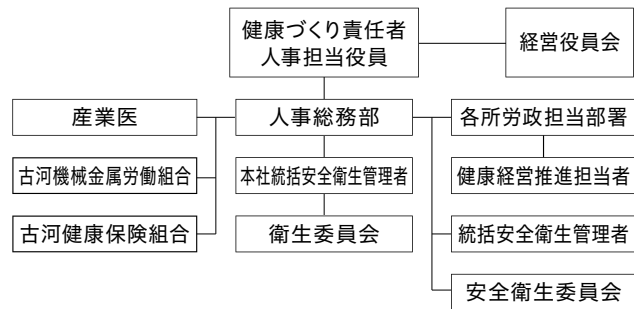 健康づくり責任者
人事担当役員
経営役員会
産業医
人事総務部
各所労政担当部署
古河機械金属労働組合
本社統括安全衛生管理者
健康経営推進担当者
古河健康保険組合
衛生委員会
統括安全衛生管理者
安全衛生委員会